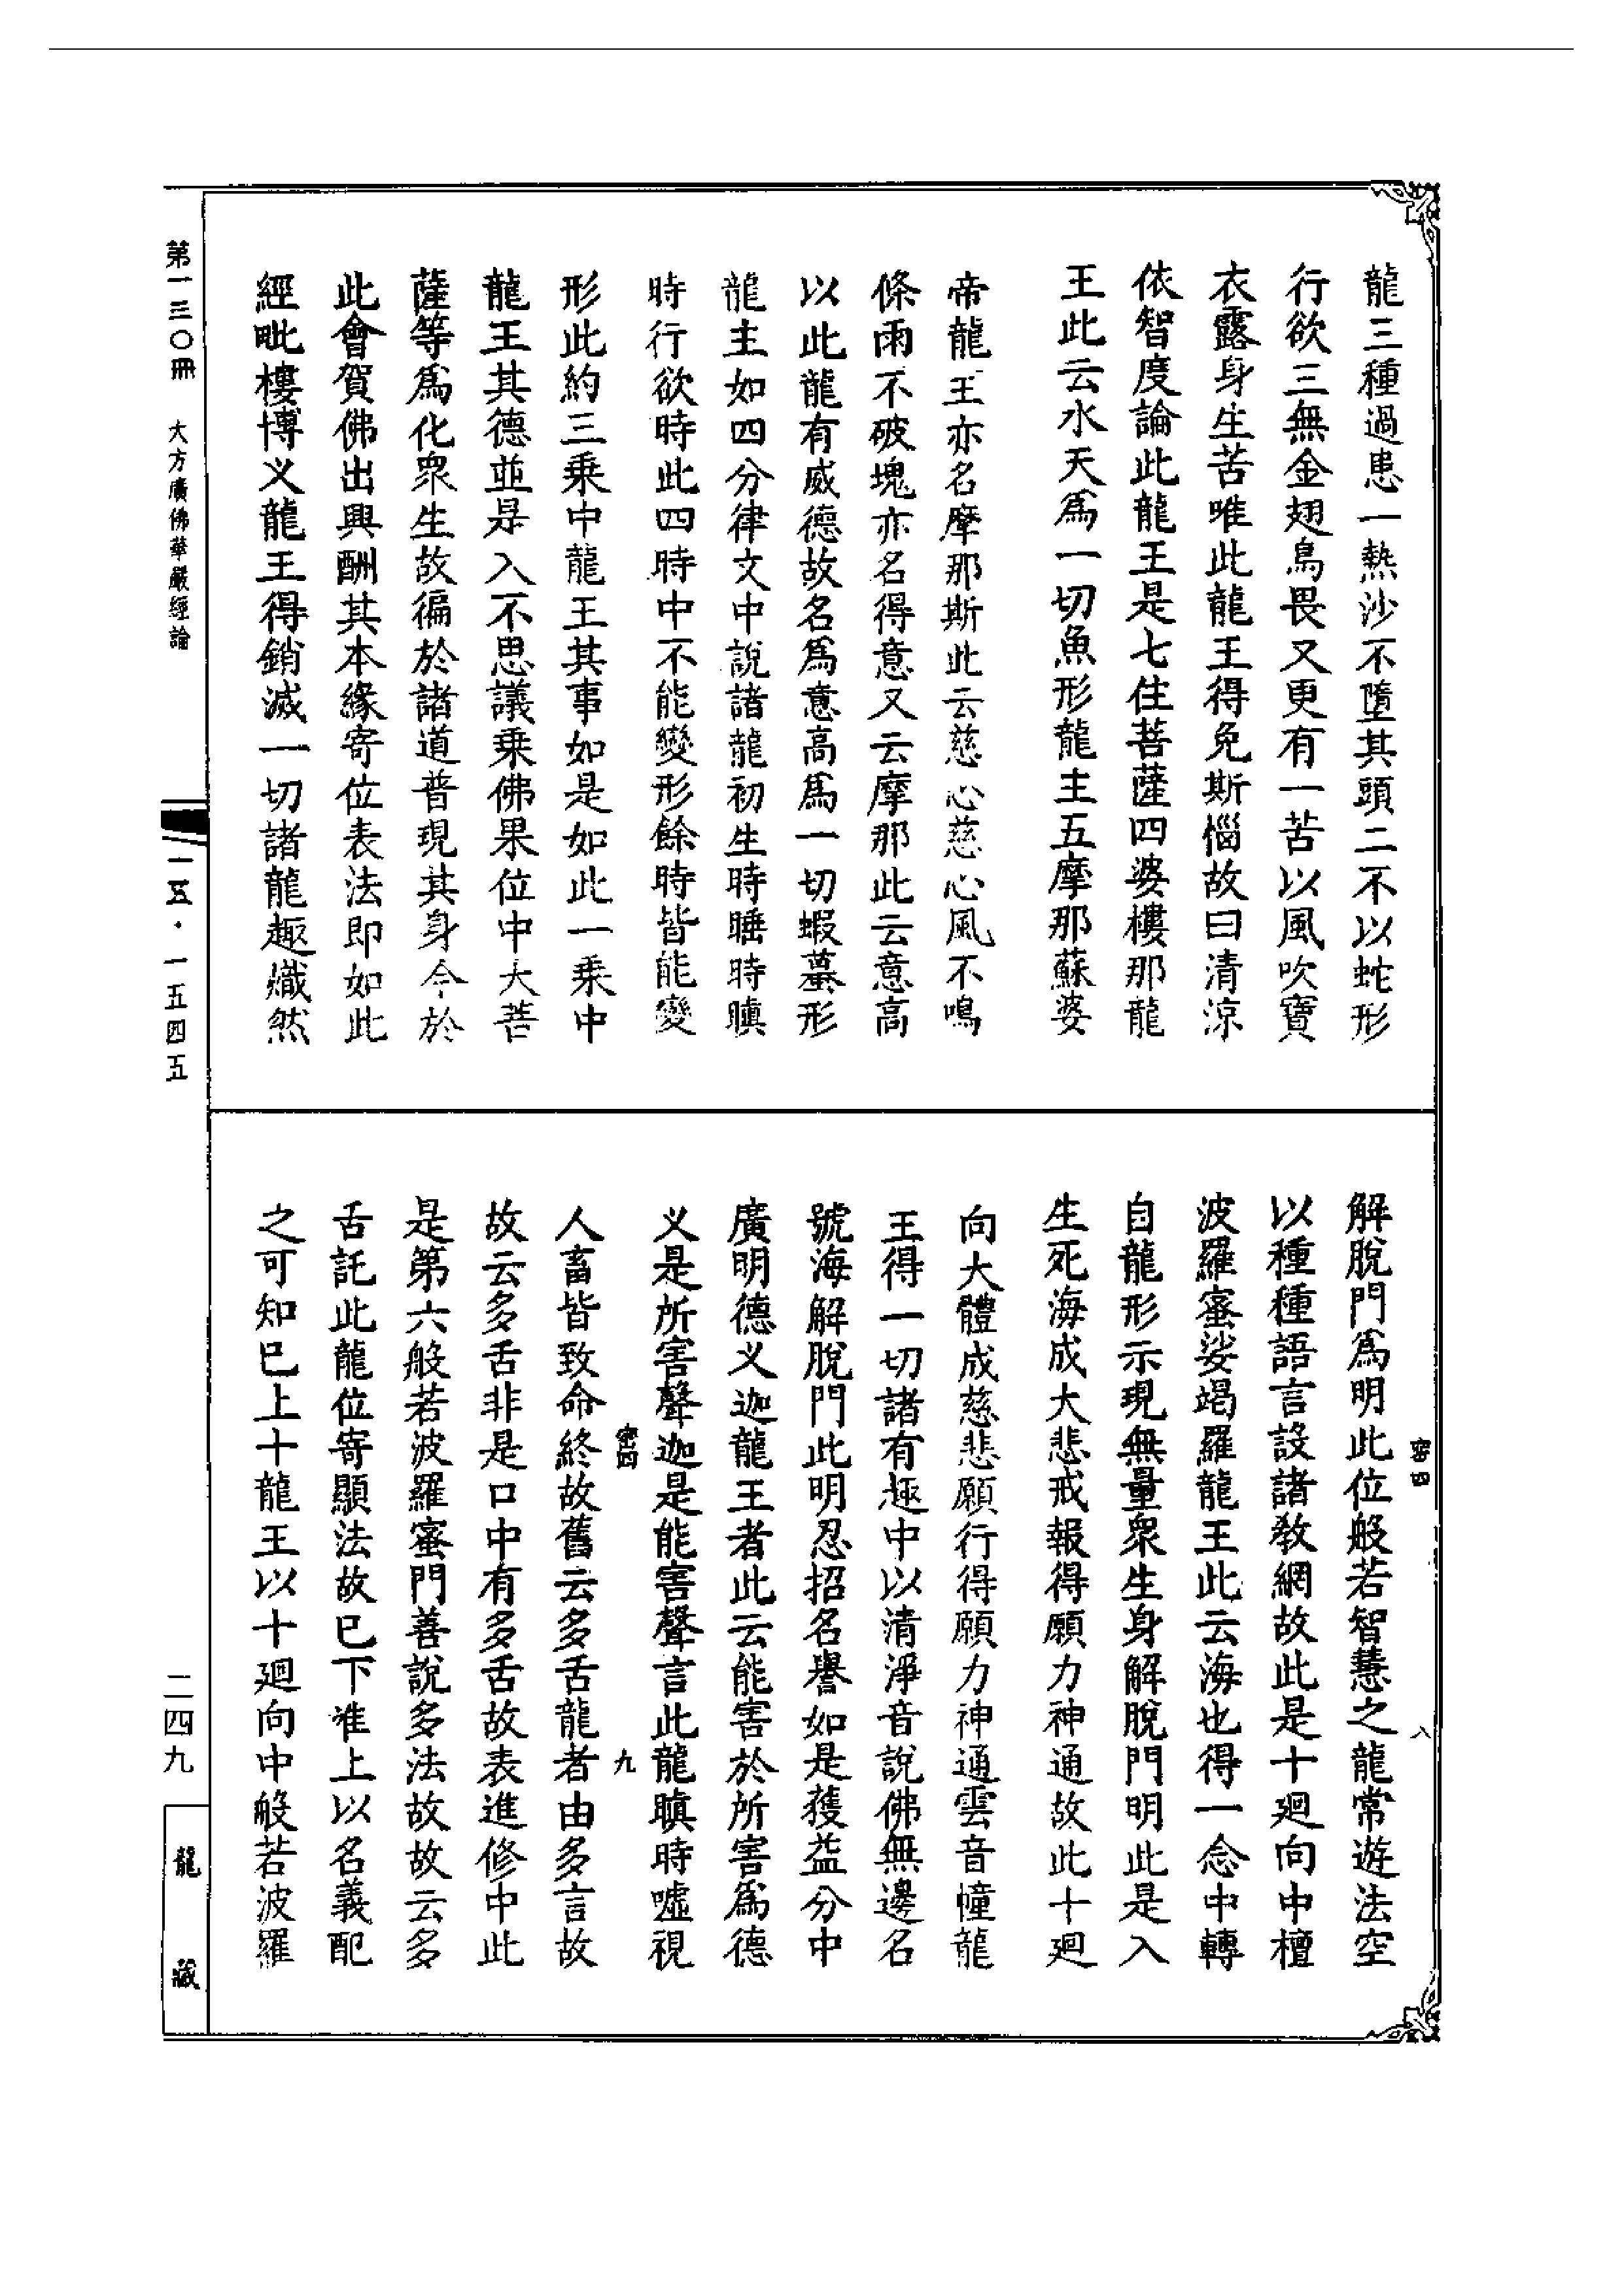 龍三種過患一熱沙不墮其頭二不以蛇形
行欲三無金翅鳥畏又更有一苦以風吹寶
衣露身生苦唯此龍王得免斯惱故曰清涼
依智度論此龍王是七住菩薩四婆樓那龍
王此云水天為一切魚形龍主五摩那蘇婆
帝龍王亦名摩那斯此云慈心慈心風不鳴
條雨不破塊亦名得意又云摩那此云意高
以此龍有威德故名為意高為一切蝦蟇形
龍主如四分律文中說諸龍初生時睡時瞋
時行欲時此四時中不能變形餘時皆能變
形此約三乗中龍王其事如是如此一乗中
龍王其德並是入不思議乗佛果位中大菩
薩等為化衆生故徧於諸道普現其身今於
此會賀佛出興酬其本緣寄位表法即如此
經毗樓博义龍王得銷滅一切諸龍趣熾然
解脫門為明此位般若智慧之龍常遊法空
以種種語言設諸教網故此是十廻向中檀
波羅蜜娑竭羅龍王此云海也得一念中轉
自龍形示現無量衆生身解脫門明此是入
生死海成大悲戒報得願力神通故此十廻
向大體成慈悲願行得願力神通雲音幢龍
王得一切諸有趣中以清淨音說佛無邊名
號海解脫門此明忍招名譽如是獲益分中
廣明德义迦龍王者此云能害於所害為德
义是所害聲迦是能害聲言此龍瞋時噓視
人畜皆致命終故舊云多舌龍者由多言故
故云多舌非是口中有多舌故表進修中此
是第六般若波羅蜜門善說多法故故云多
舌託此龍位寄顯法故已下准上以名義配
之可知已上十龍王以十廻向中般若波羅
密四
八
密四
九
第一三〇冊 大方廣佛華嚴經論
一五·一五四五
二四九
龍藏